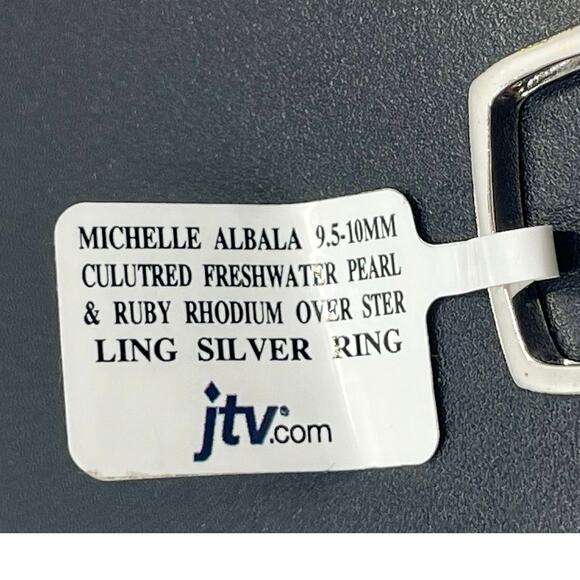 MICHELLE ALBALA 9.5-10MM
CULUTRED FRESHWATER PEARL
& RUBY RHODIUM OVER STER
LING SILVER RING
jtv.com